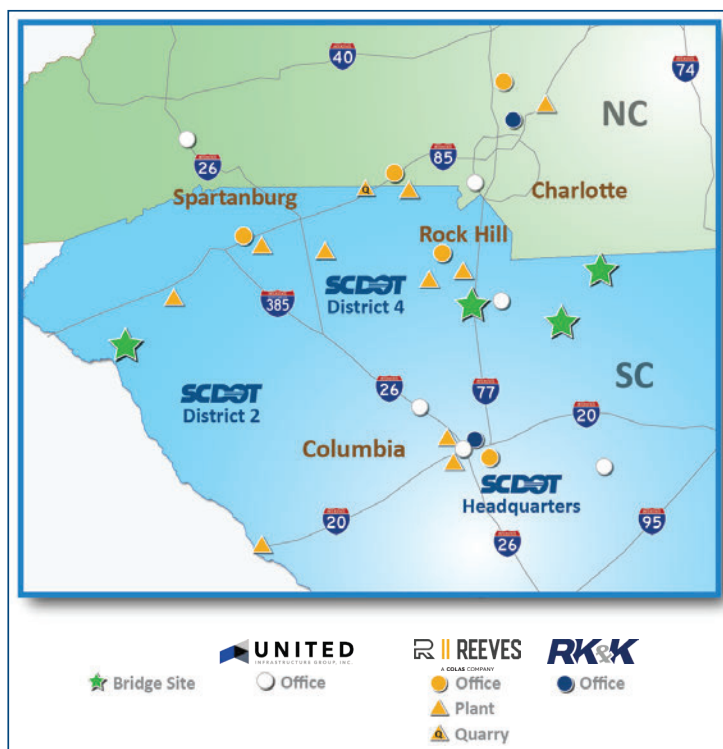 40
74
NC
85
26
Spartanburg
Charlotte
Q
Rock Hill
SCDOT
District 4
385
SC
SCDOT
District 2
26
77
20
Columbia
SCDOT
Headquarters
20
26
95
UNITED
INFRASTRUCTURE GROUP, INC.
R REEVES
A COLAS COMPANY
RK&K
Bridge Site
Office
Office
Office
Plant
Q
Quarry